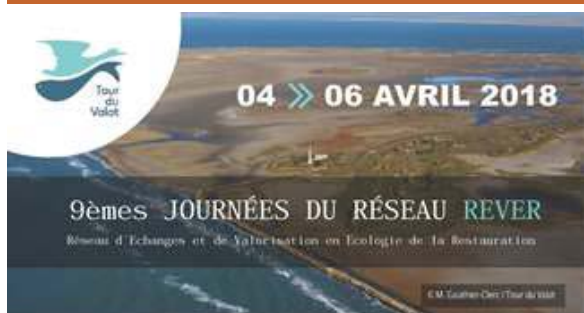 Tour
du
Valat
04 >> 06 AVRIL 2018
9èmes JOURNÉES DU RÉSEAU REVER
Réseau d'Echanges et de Valorisation en Ecologie de la Restauration
© M. Gauthier-Clerc / Tour du Valat